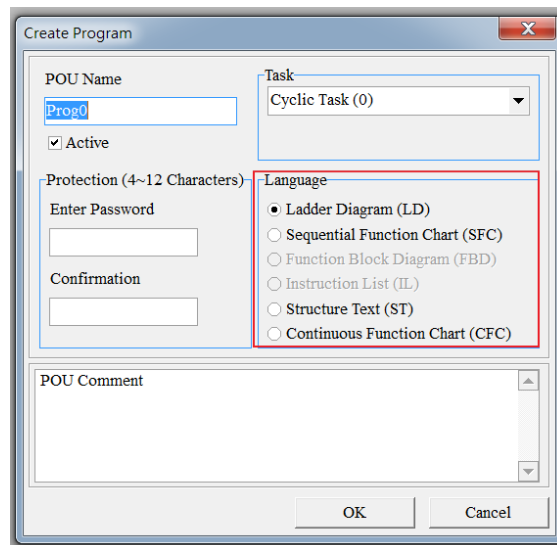 Create Program
POU Name
Prog0
Active
Task
Cyclic Task (0)
Protection (4~12 Characters)
Enter Password
Confirmation
Language
Ladder Diagram (LD)
Sequential Function Chart (SFC)
Function Block Diagram (FBD)
Instruction List (IL)
Structure Text (ST)
Continuous Function Chart (CFC)
POU Comment
OK
Cancel